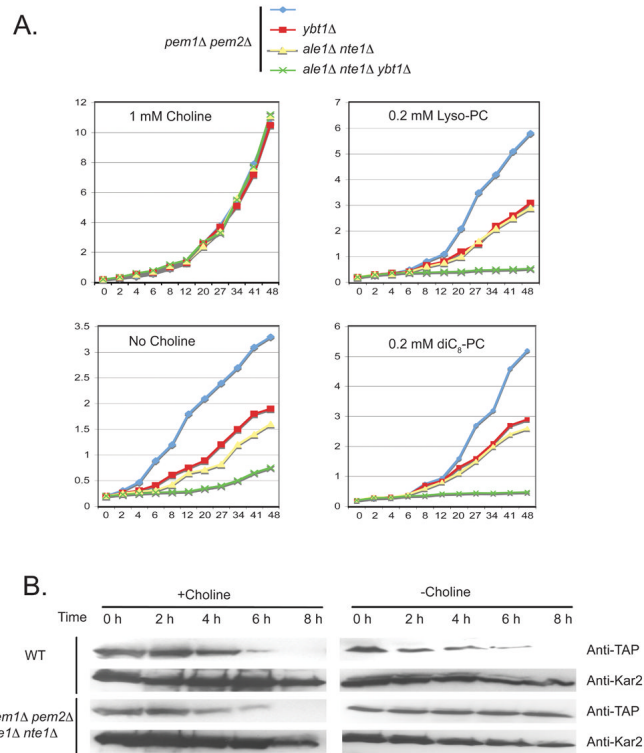 A.
pem1Δ pem2Δ
ybt1Δ
ale1Δ nte1Δ
ale1Δ nte1Δ ybt1Δ
1 mM Choline
12
10
8
6
4
2
0
0 2 4 6 8 12 20 27 34 41 48
0.2 mM Lyso-PC
7
6
5
4
3
2
1
0
0 2 4 6 8 12 20 27 34 41 48
No Choline
3.5
3
2.5
2
1.5
1
0.5
0
0 2 4 6 8 12 20 27 34 41 48
0.2 mM diC8-PC
6
5
4
3
2
1
0
0 2 4 6 8 12 20 27 34 41 48
B.
+Choline -Choline
Time 0 h 2 h 4 h 6 h 8 h 0 h 2 h 4 h 6 h 8 h
WT
Anti-TAP
Anti-Kar2
em1Δ pem2Δ
e1Δ nte1Δ
Anti-TAP
Anti-Kar2